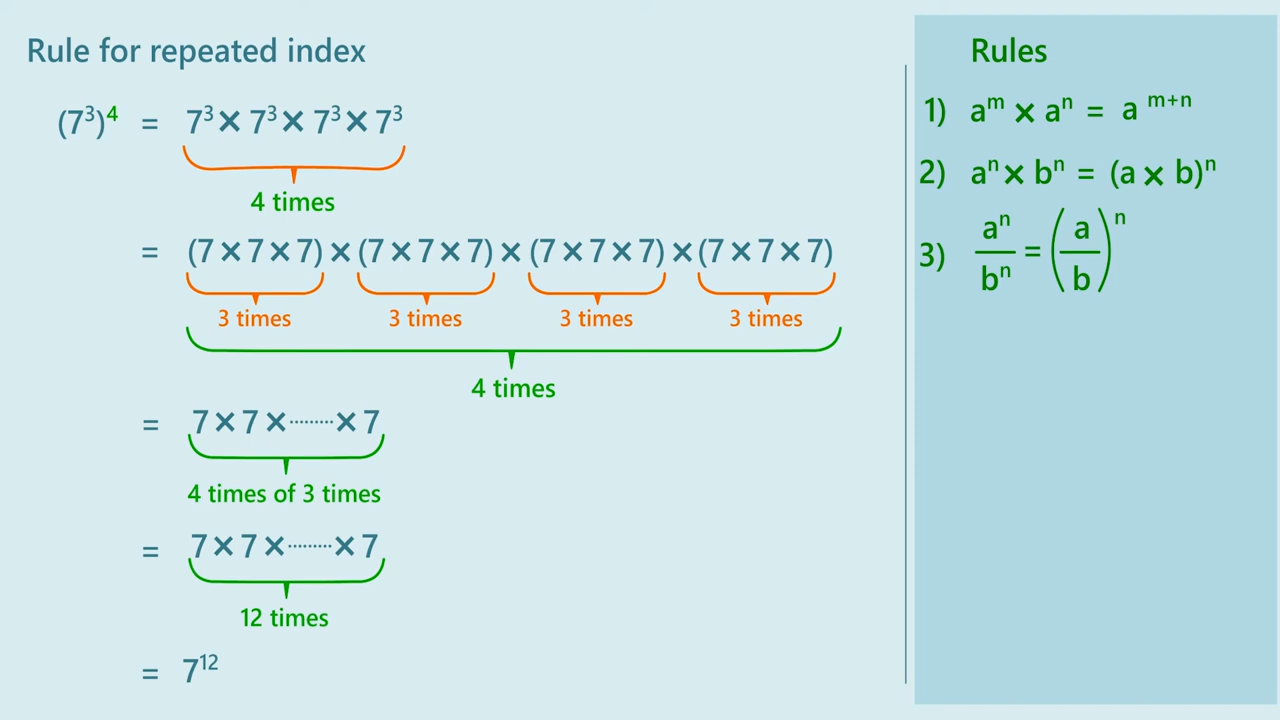 Rule for repeated index
(7³)⁴ = 7³ × 7³ × 7³ × 7³
4 times
= (7 × 7 × 7) × (7 × 7 × 7) × (7 × 7 × 7) × (7 × 7 × 7)
3 times 3 times 3 times 3 times
4 times
= 7 × 7 × ......... × 7
4 times of 3 times
= 7 × 7 × ......... × 7
12 times
= 7¹²
Rules
1) aᵐ × aⁿ = a ᵐ⁺ⁿ
2) aⁿ × bⁿ = (a × b)ⁿ
3) aⁿ/bⁿ = (a/b)ⁿ